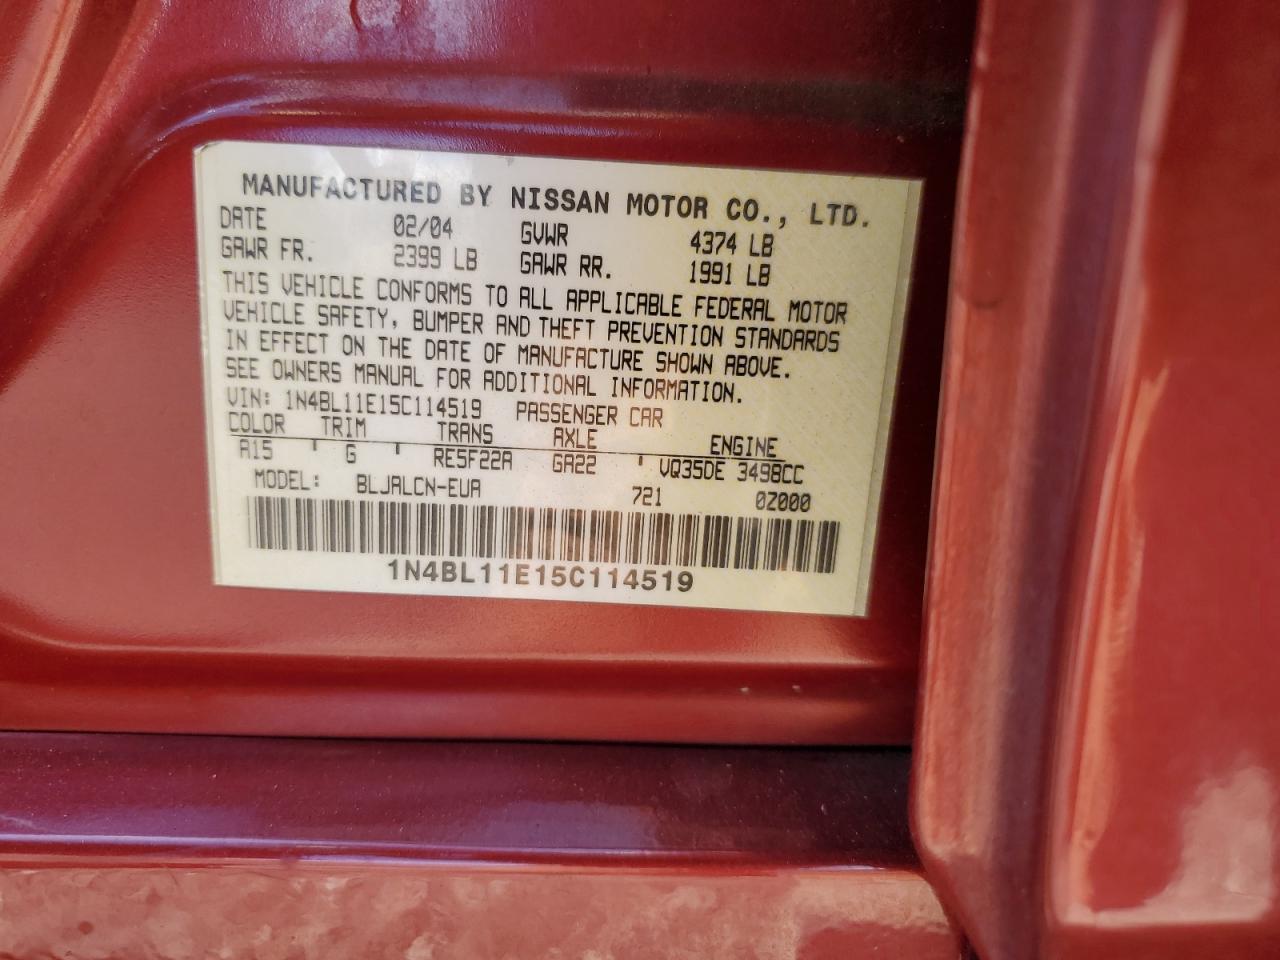 MANUFACTURED BY NISSAN MOTOR CO., LTD.
DATE 02/04 GVWR 4374 LB
GAWR FR. 2399 LB GAWR RR. 1991 LB
THIS VEHICLE CONFORMS TO ALL APPLICABLE FEDERAL MOTOR
VEHICLE SAFETY, BUMPER AND THEFT PREVENTION STANDARDS
IN EFFECT ON THE DATE OF MANUFACTURE SHOWN ABOVE.
SEE OWNERS MANUAL FOR ADDITIONAL INFORMATION.
VIN: 1N4BL11E15C114519 PASSENGER CAR
COLOR TRIM TRANS AXLE ENGINE
A15 ' G ' RE5F22A GA22 ' VQ35DE 3498CC
MODEL: BLJALCN-EUA 721 0Z000
1N4BL11E15C114519